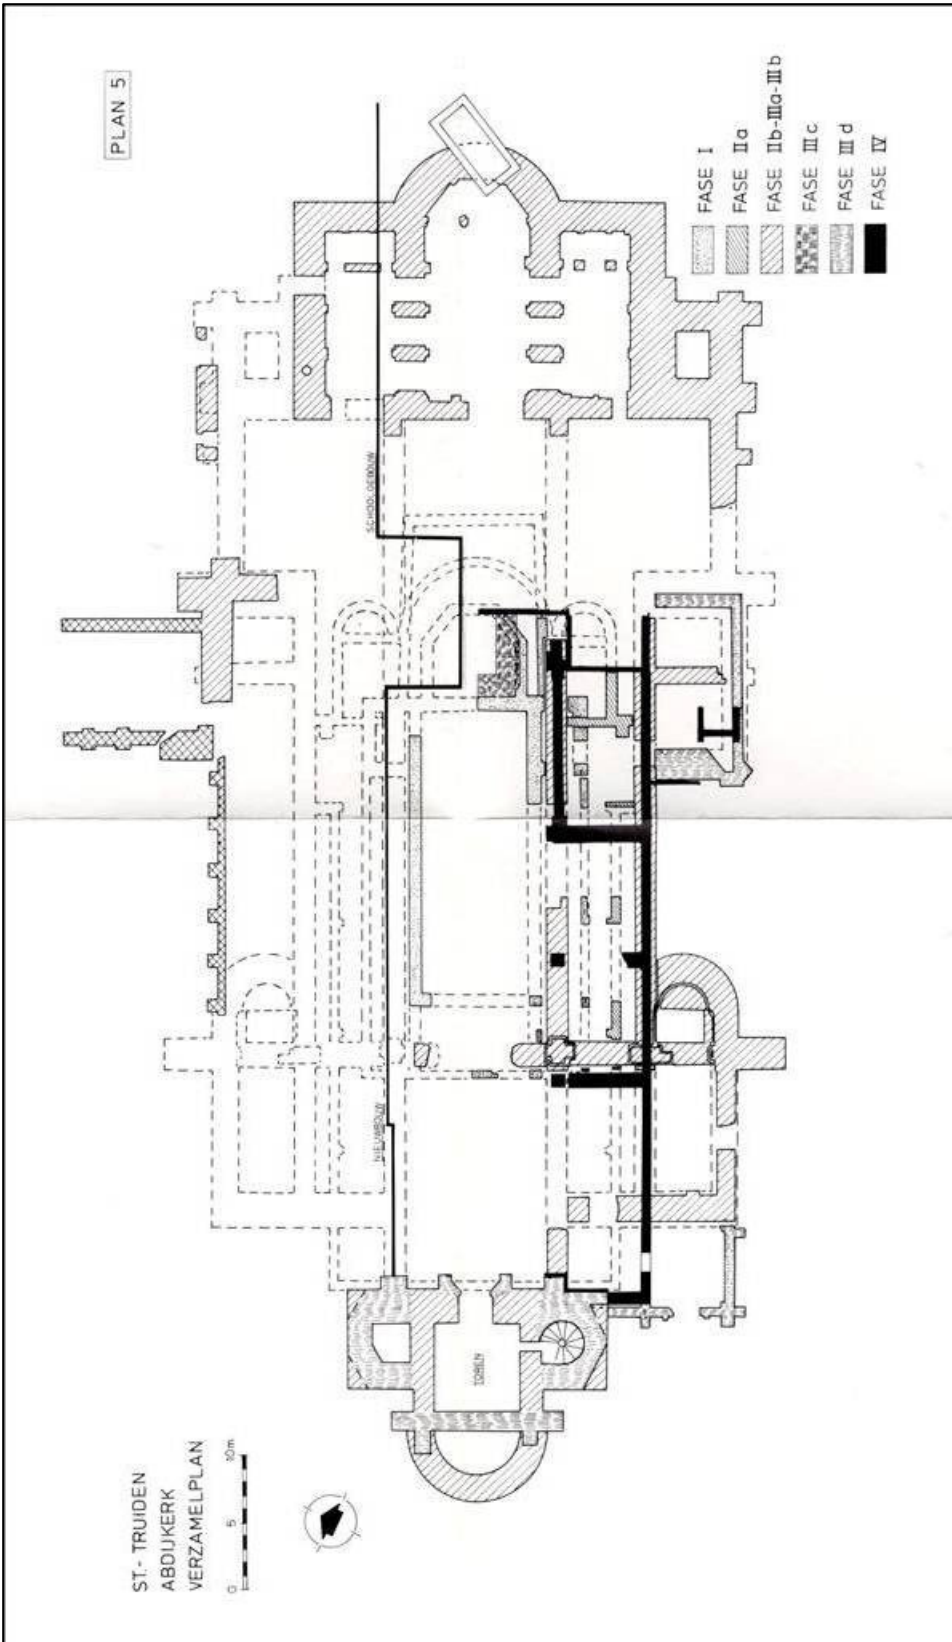 PLAN 5
FASE I
FASE IIa
FASE IIb-IIIa-IIIb
FASE IIIc
FASE IIId
FASE IV
SCHOOLGEBOUW
NIEUWBOUW
TOREN
ST.-TRUIDEN
ABDIJKERK
VERZAMELPLAN
0 5 10m